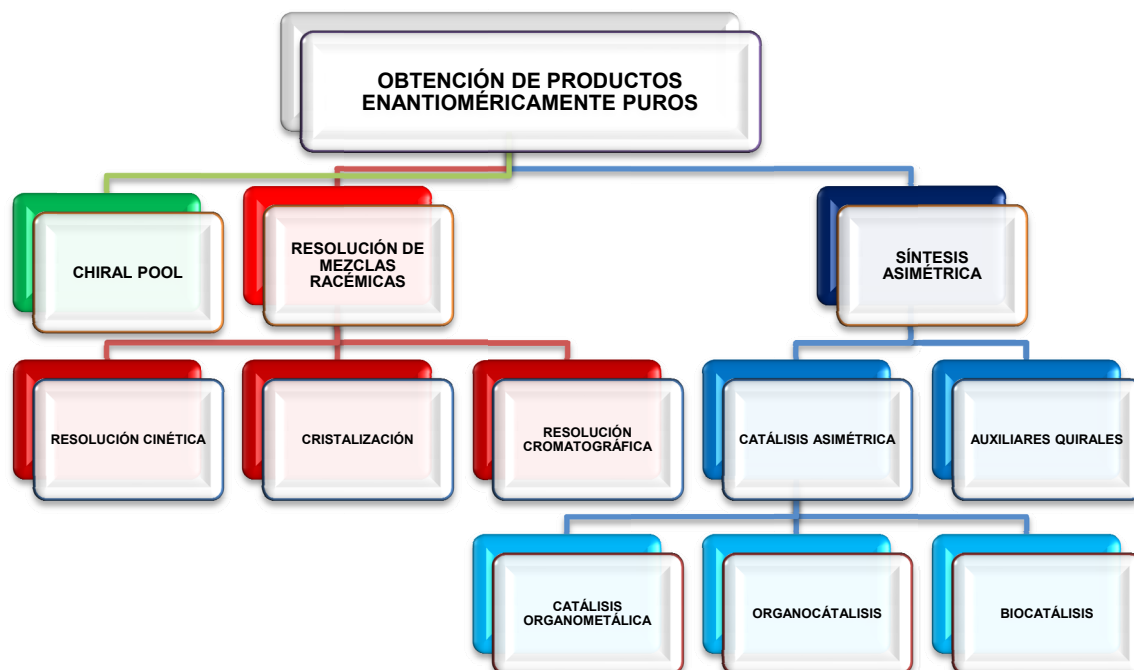 OBTENCIÓN DE PRODUCTOS
ENANTIOMÉRICAMENTE PUROS
CHIRAL POOL
RESOLUCIÓN DE
MEZCLAS
RACÉMICAS
SÍNTESIS
ASIMÉTRICA
RESOLUCIÓN CINÉTICA
CRISTALIZACIÓN
RESOLUCIÓN
CROMATOGRÁFICA
CATÁLISIS ASIMÉTRICA
AUXILIARES QUIRALES
CATÁLISIS
ORGANOMETÁLICA
ORGANOCÁTALISIS
BIOCATÁLISIS